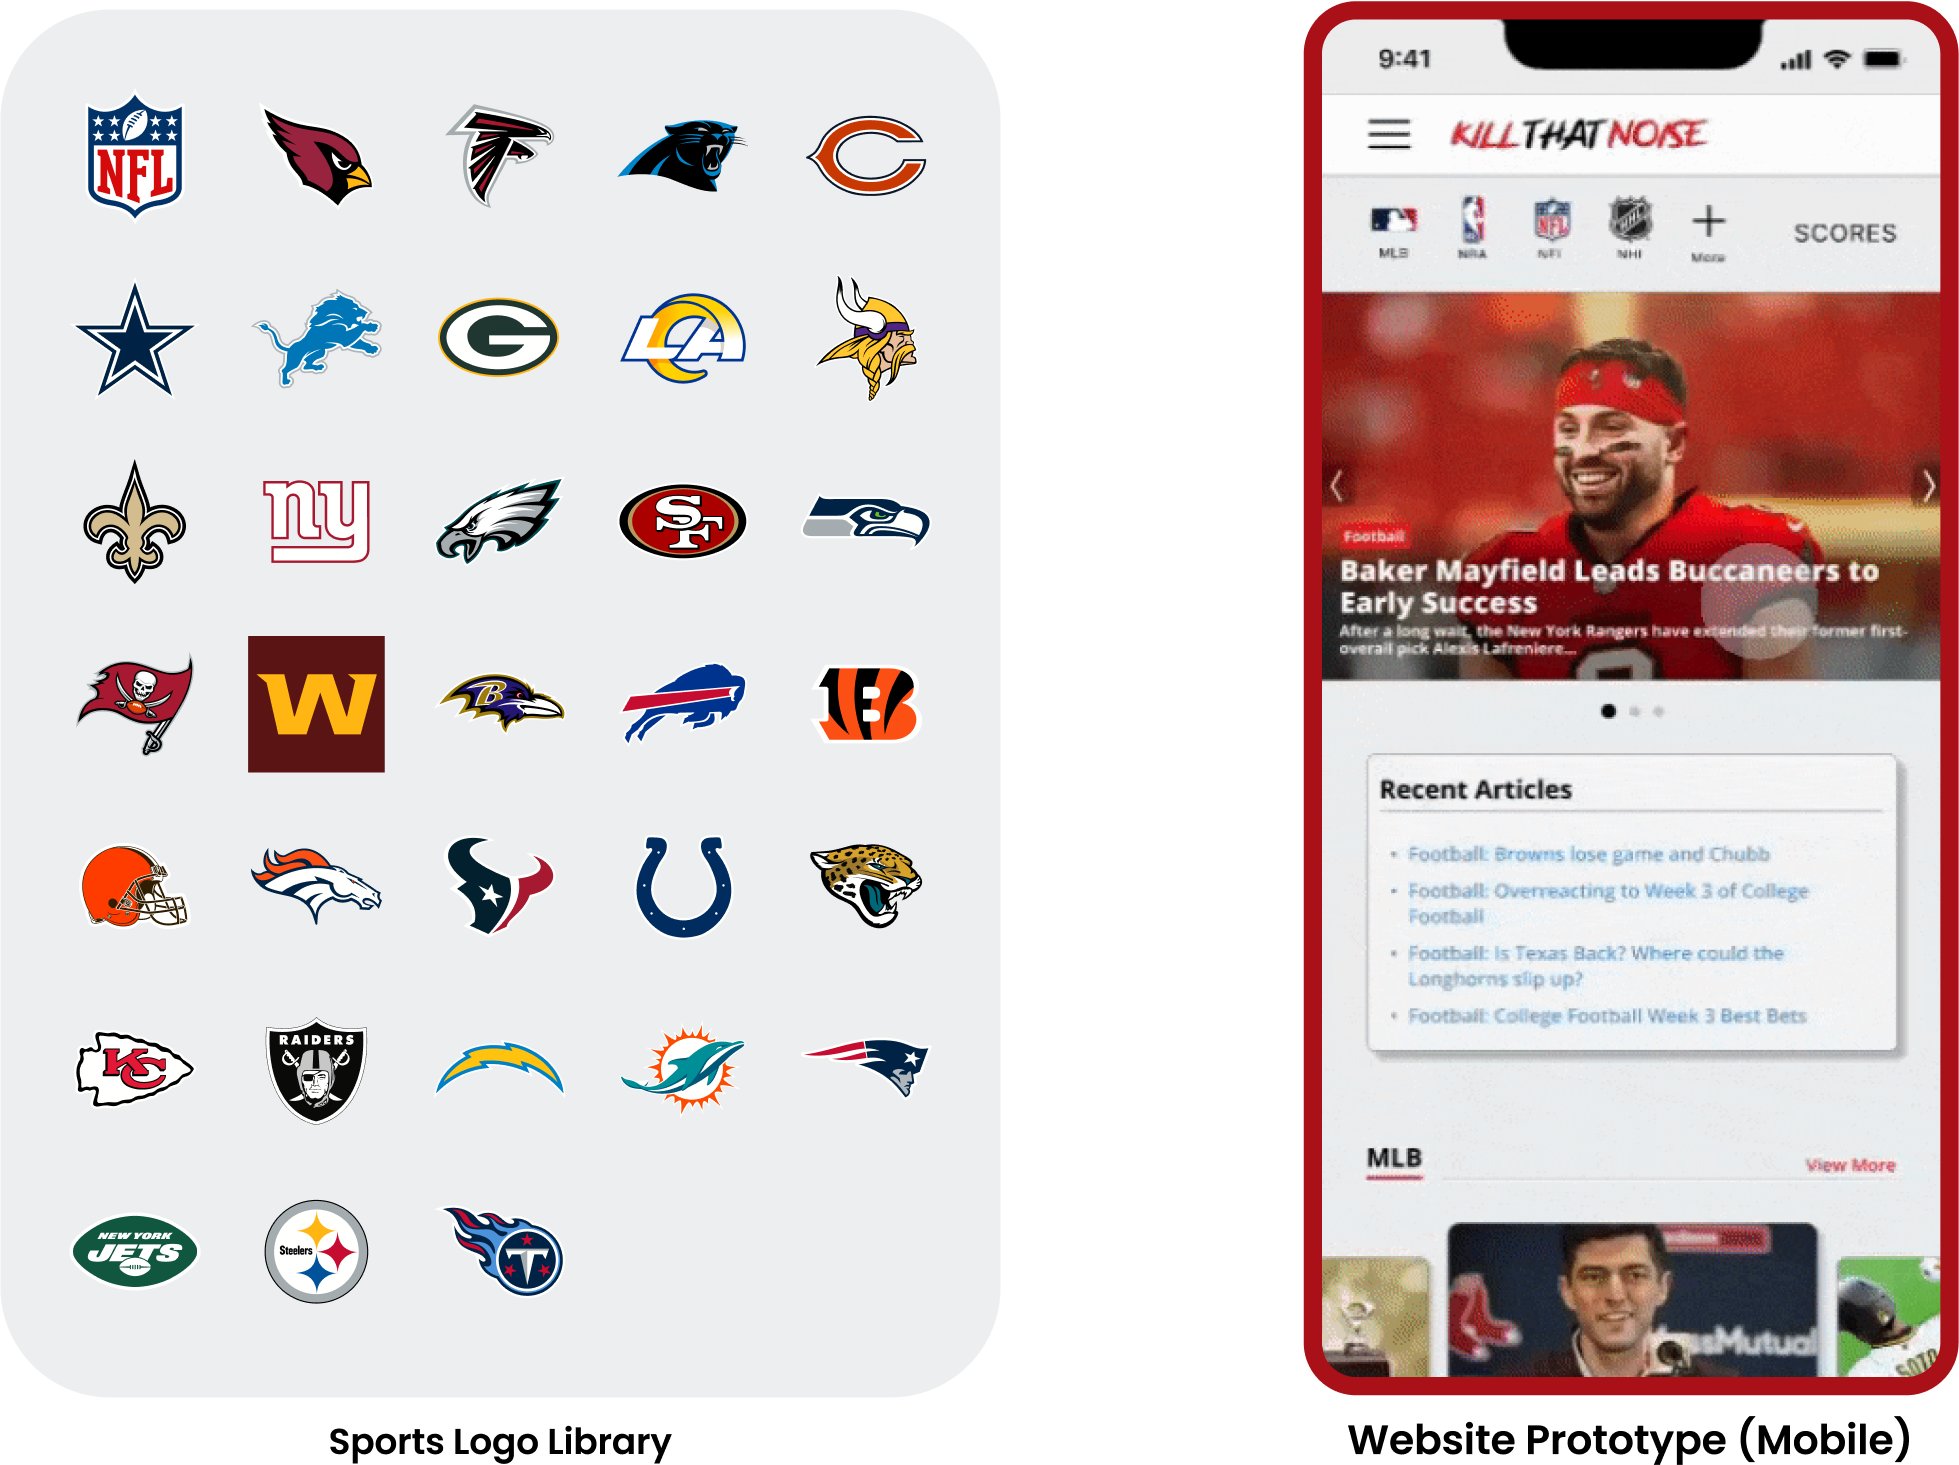 NFL
C
G
LA
ny
SF
W
B
B
KC
RAIDERS
NEW YORK
JETS
Steelers
T
Sports Logo Library
9:41
KILL THAT NOISE
MLB
NBA
NFL
NHL
More
SCORES
Football
Baker Mayfield Leads Buccaneers to
Early Success
After a long wait, the New York Rangers have extended their former first-
overall pick Alexis Lafreniere...
Recent Articles
• Football: Browns lose game and Chubb
• Football: Overreacting to Week 3 of College
Football
• Football: Is Texas Back? Where could the
Longhorns slip up?
• Football: College Football Week 3 Best Bets
MLB
View More
ssMutual
Website Prototype (Mobile)